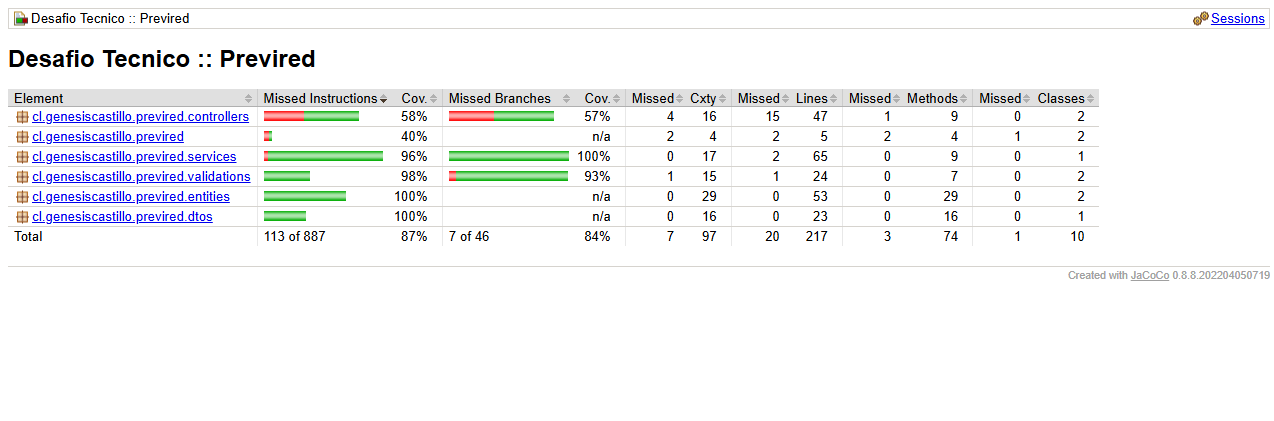 Desafio Tecnico :: Previred Sessions
Desafio Tecnico :: Previred
Element Missed Instructions Cov. Missed Branches Cov. Missed Cxty Missed Lines Missed Methods Missed Classes
cl.genesiscastillo.previred.controllers 58% 57% 4 16 15 47 1 9 0 2
cl.genesiscastillo.previred 40% n/a 2 4 2 5 2 4 1 2
cl.genesiscastillo.previred.services 96% 100% 0 17 2 65 0 9 0 1
cl.genesiscastillo.previred.validations 98% 93% 1 15 1 24 0 7 0 2
cl.genesiscastillo.previred.entities 100% n/a 0 29 0 53 0 29 0 2
cl.genesiscastillo.previred.dtos 100% n/a 0 16 0 23 0 16 0 1
Total 113 of 887 87% 7 of 46 84% 7 97 20 217 3 74 1 10
Created with JaCoCo 0.8.8.202204050719